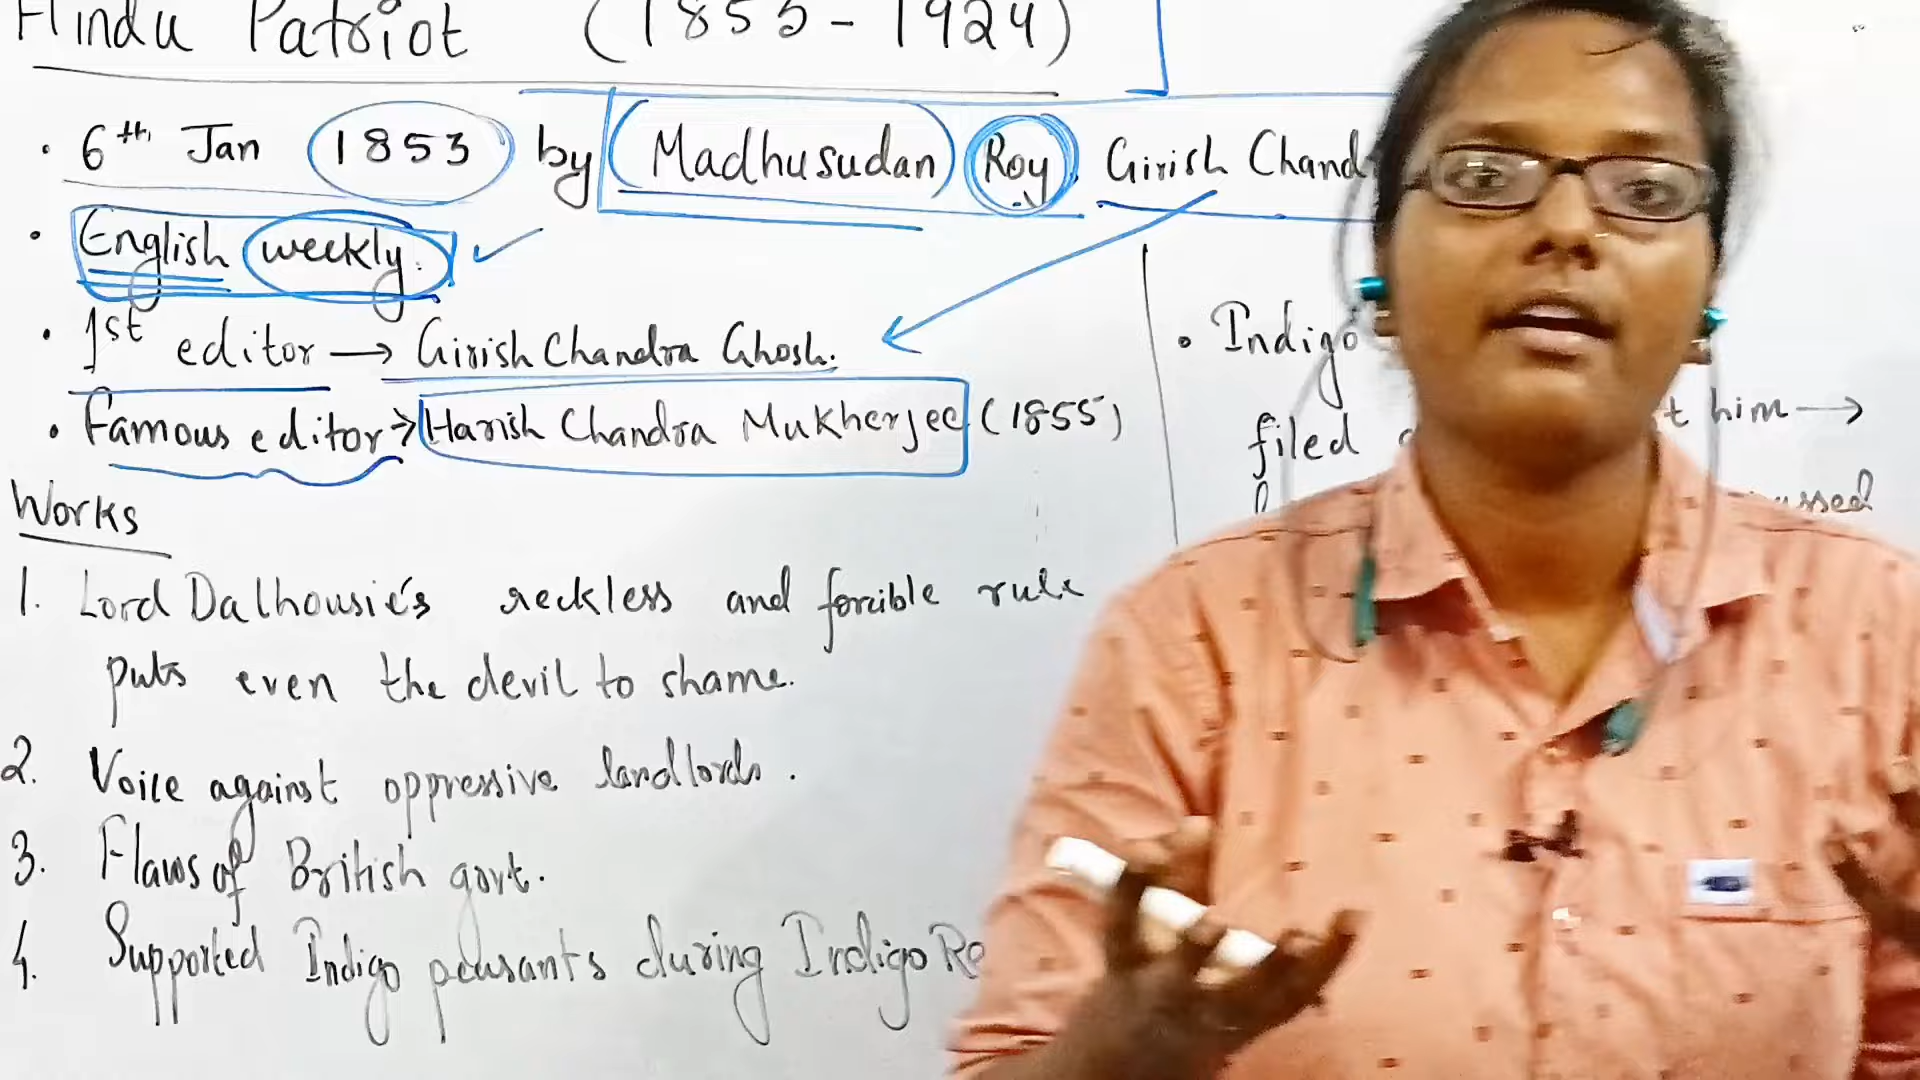 Hindu Patriot (1853-1924)
• 6th Jan 1853 by Madhusudan Roy, Girish Chand
• English weekly.
• 1st editor → Girish Chandra Ghosh.
• Famous editor → Harish Chandra Mukherjee (1855)
Works
1. Lord Dalhousie's reckless and forcible rule
puts even the devil to shame.
2. Voice against oppressive landlords.
3. Flaws of British govt.
4. Supported Indigo peasants during Indigo Re
• Indigo
filed
him →